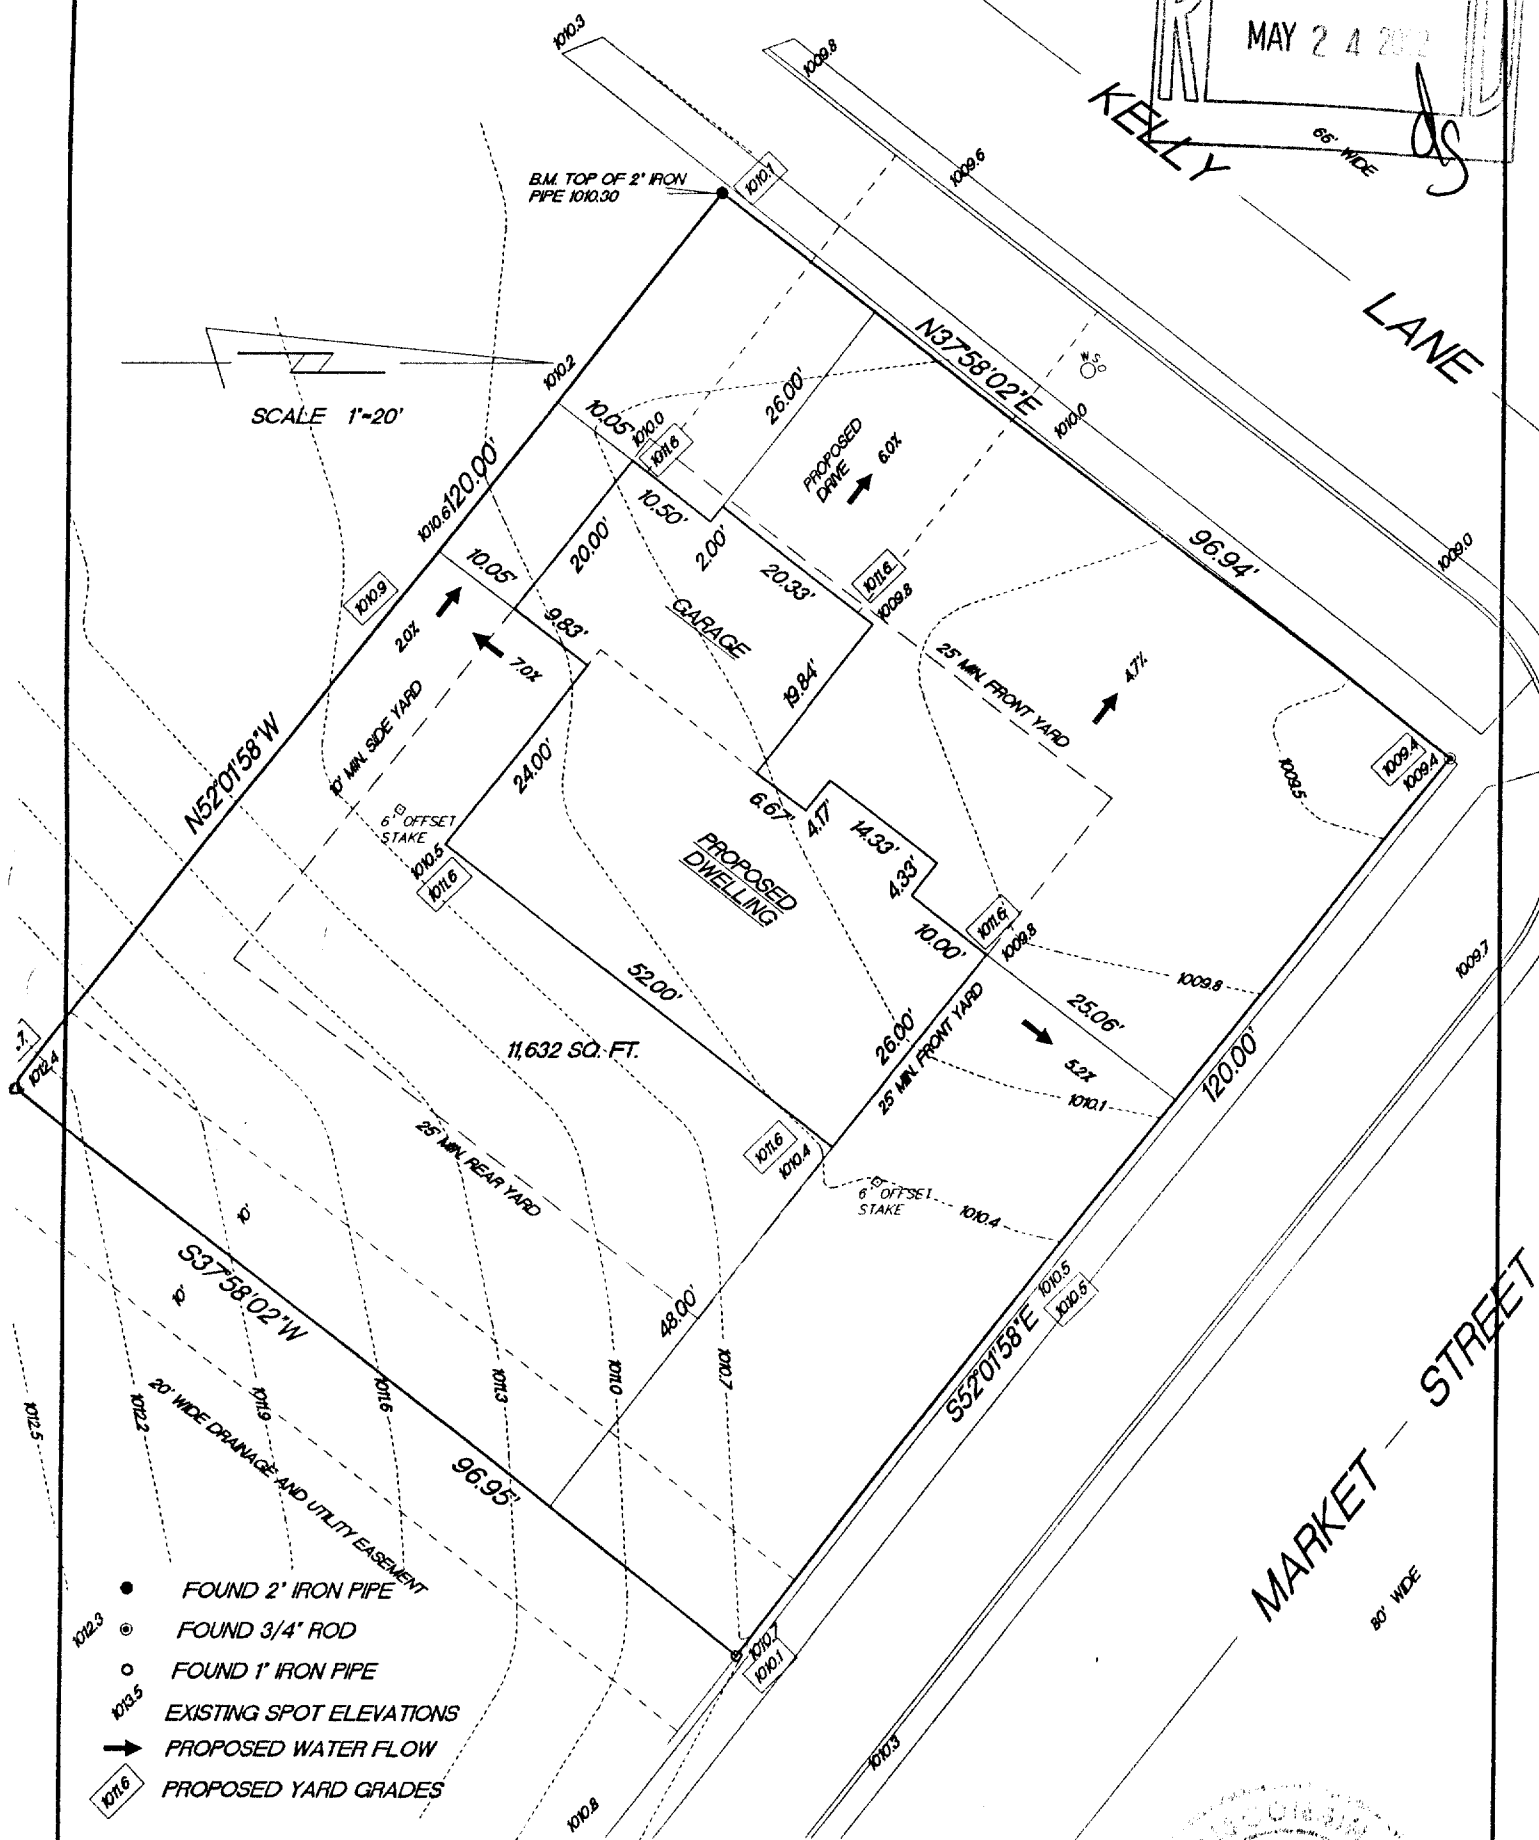 MAY 24 2002
KELLY
LANE
66' WIDE
1010.3
1009.8
1009.6
B.M. TOP OF 2" IRON
PIPE 1010.30
1010.1
SCALE 1"=20'
1010.2
N37°58'02"E
W
S
1010.0
96.94'
1009.0
10.05'
1010.0
1011.6
26.00'
PROPOSED
DRIVE
6.0%
120.00'
1010.6
10.50'
2.00'
20.33'
20.00'
10.05'
9.83'
1010.9
2.0%
7.0%
GARAGE
1011.6
1009.8
19.84'
25' MIN. FRONT YARD
4.7%
10' MIN. SIDE YARD
N52°01'58"W
24.00'
1009.5
1009.4
1009.4
6' OFFSET
STAKE
1010.5
1011.6
6.67'
4.17'
14.33'
4.33'
PROPOSED
DWELLING
10.00'
1011.6
1009.8
1009.8
1009.7
52.00'
26.00'
25' MIN. FRONT YARD
25.06'
5.2%
1010.1
120.00'
.7
1012.4
11,632 SQ. FT.
25' MIN. REAR YARD
1011.6
1010.4
6' OFFSET
STAKE
1010.4
10'
10'
S37°58'02"W
48.00'
1010.5
1010.5
S52°01'58"E
MARKET STREET
80' WIDE
1012.5
1012.2
1011.9
1011.6
1011.3
1011.0
1010.7
20' WIDE DRAINAGE AND UTILITY EASEMENT
96.95'
FOUND 2" IRON PIPE
FOUND 3/4" ROD
FOUND 1" IRON PIPE
1013.5 EXISTING SPOT ELEVATIONS
PROPOSED WATER FLOW
1011.6 PROPOSED YARD GRADES
1012.3
1010.7
1010.1
1010.3
1010.8